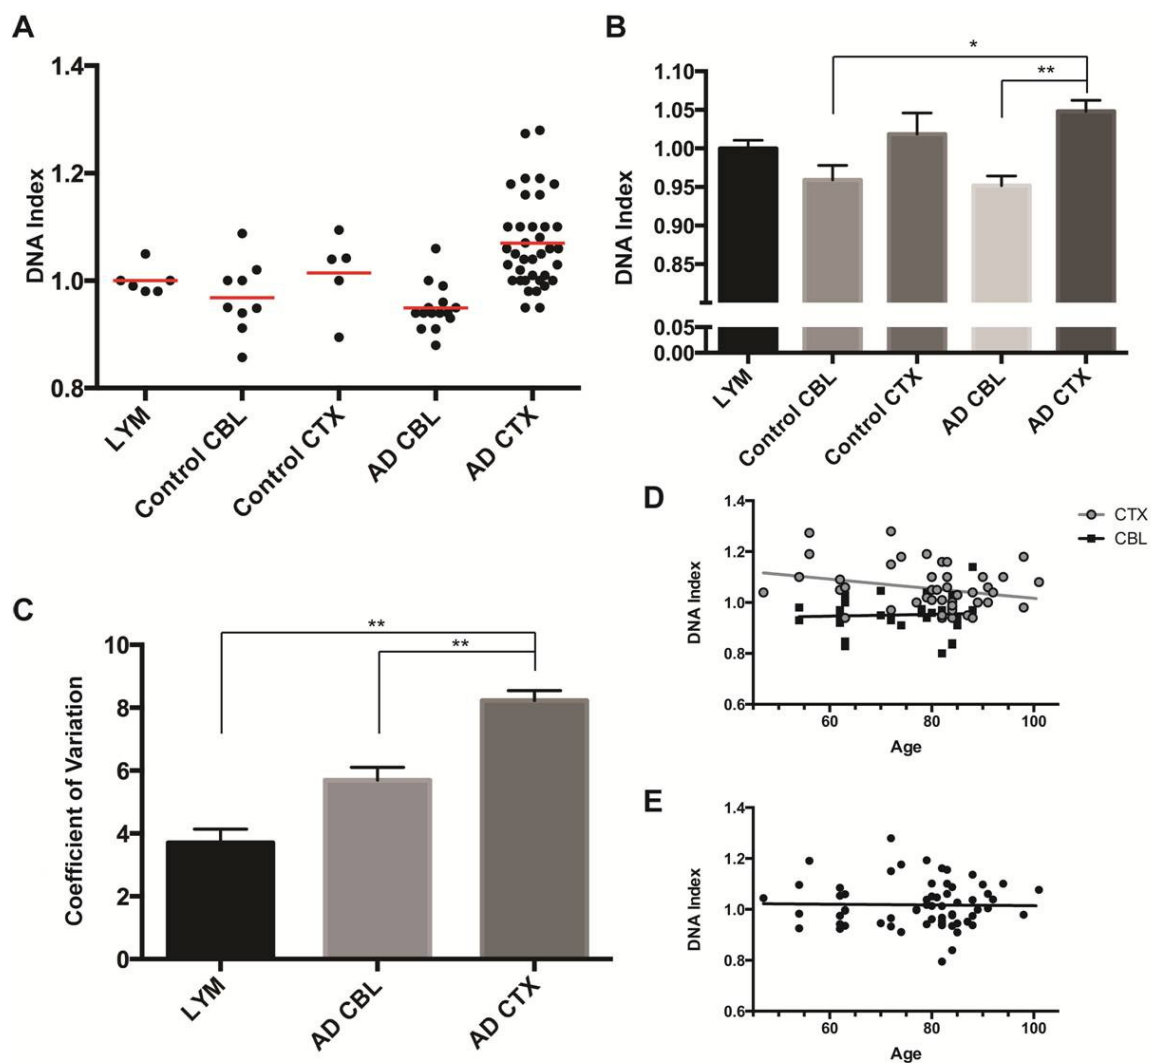 A
DNA Index
1.4
1.2
1.0
0.8
LYM
Control CBL
Control CTX
AD CBL
AD CTX
B
*
**
DNA Index
1.10
1.05
1.00
0.95
0.90
0.85
0.05
0.00
LYM
Control CBL
Control CTX
AD CBL
AD CTX
C
**
**
Coefficient of Variation
10
8
6
4
2
0
LYM
AD CBL
AD CTX
D
CTX
CBL
DNA Index
1.4
1.2
1.0
0.8
0.6
60
80
100
Age
E
DNA Index
1.4
1.2
1.0
0.8
0.6
60
80
100
Age